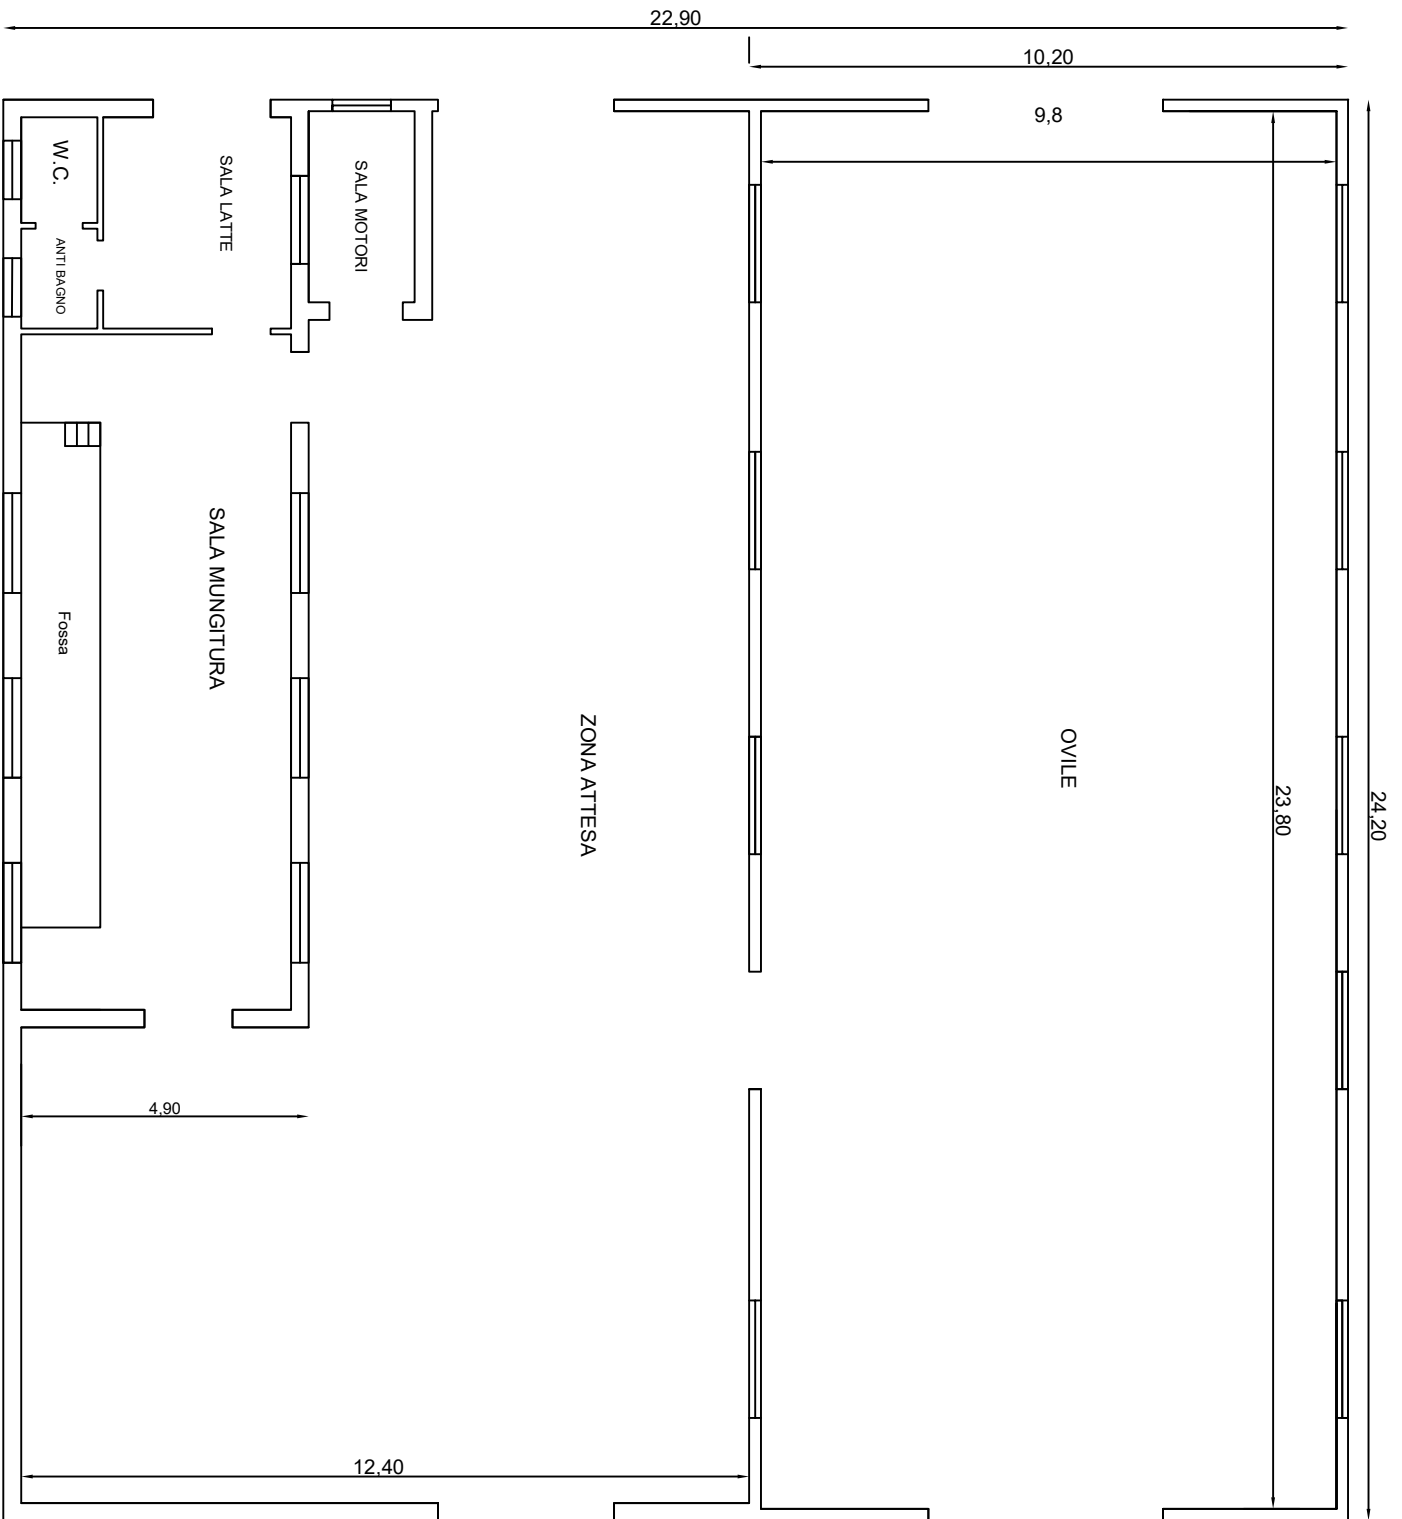 22,90
10,20
9,8
W.C.
SALA LATTE
SALA MOTORI
ANTI BAGNO
SALA MUNGITURA
Fossa
ZONA ATTESA
OVILE
23,80
24,20
4,90
12,40